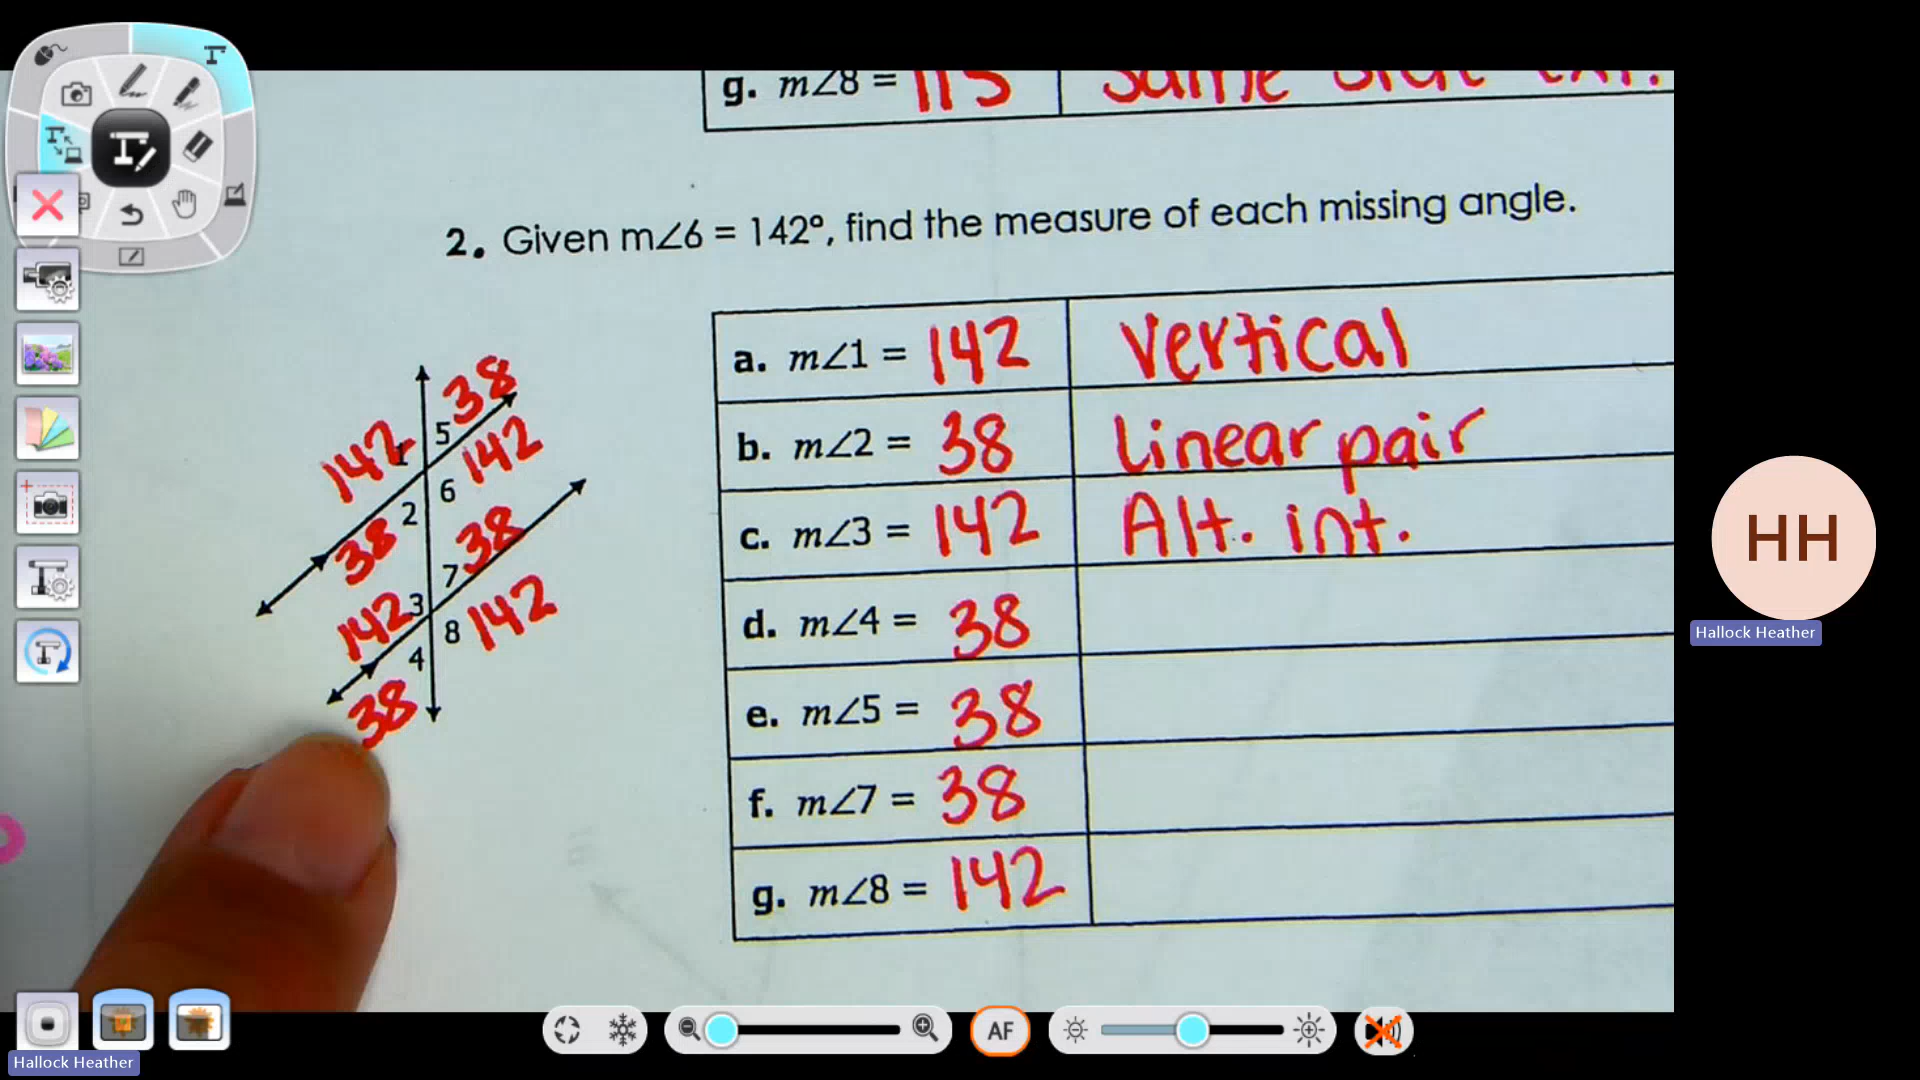 g. m∠8 = 115 same
2. Given m∠6 = 142°, find the measure of each missing angle.
a. m∠1 = 142 Vertical
b. m∠2 = 38 Linear pair
c. m∠3 = 142 Alt. int.
d. m∠4 = 38
e. m∠5 = 38
f. m∠7 = 38
g. m∠8 = 142
38
142 1 5
142
6
2
38
38
7
142 3
8 142
4
38
HH
Hallock Heather
AF
Hallock Heather